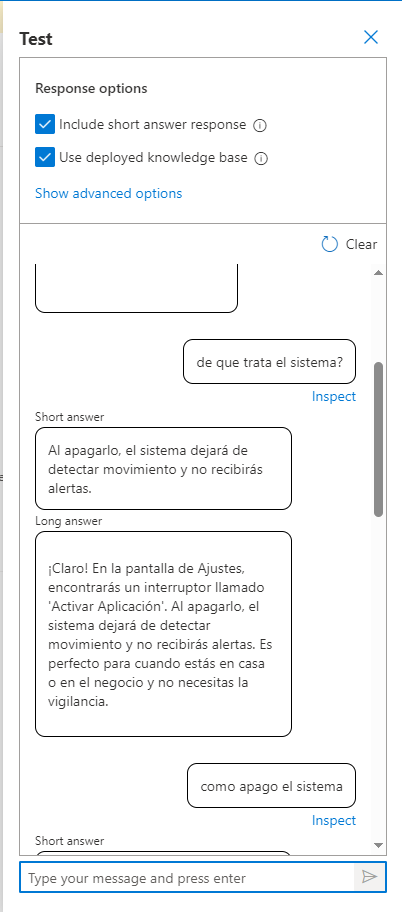 Test
Response options
Include short answer response
Use deployed knowledge base
Show advanced options
Clear
de que trata el sistema?
Inspect
Short answer
Al apagarlo, el sistema dejará de
detectar movimiento y no recibirás
alertas.
Long answer
¡Claro! En la pantalla de Ajustes,
encontrarás un interruptor llamado
'Activar Aplicación'. Al apagarlo, el
sistema dejará de detectar
movimiento y no recibirás alertas. Es
perfecto para cuando estás en casa
o en el negocio y no necesitas la
vigilancia.
como apago el sistema
Inspect
Short answer
Type your message and press enter